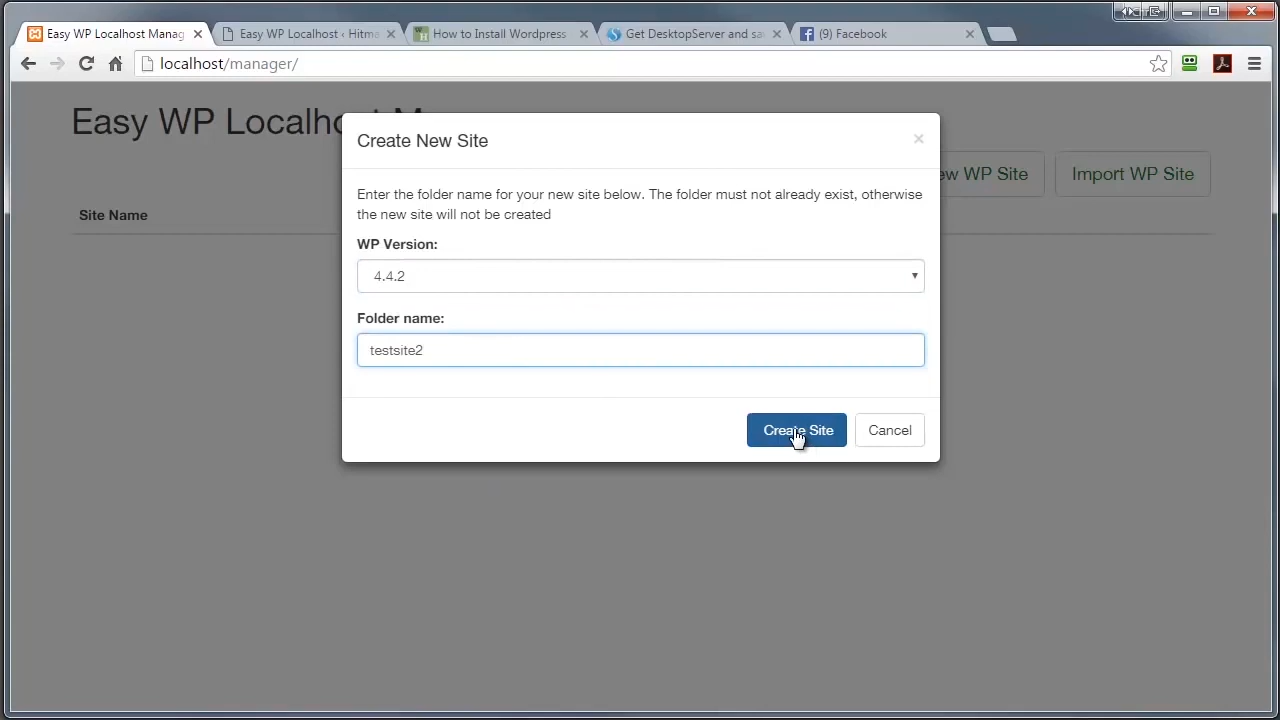 Easy WP Localhost Manag
Easy WP Localhost ‹ Hitma
How to Install Wordpress
Get DesktopServer and sa
(9) Facebook
localhost/manager/
Easy WP Localho
Create New Site
ew WP Site
Import WP Site
Enter the folder name for your new site below. The folder must not already exist, otherwise
the new site will not be created
Site Name
WP Version:
4.4.2
Folder name:
testsite2
Create Site
Cancel